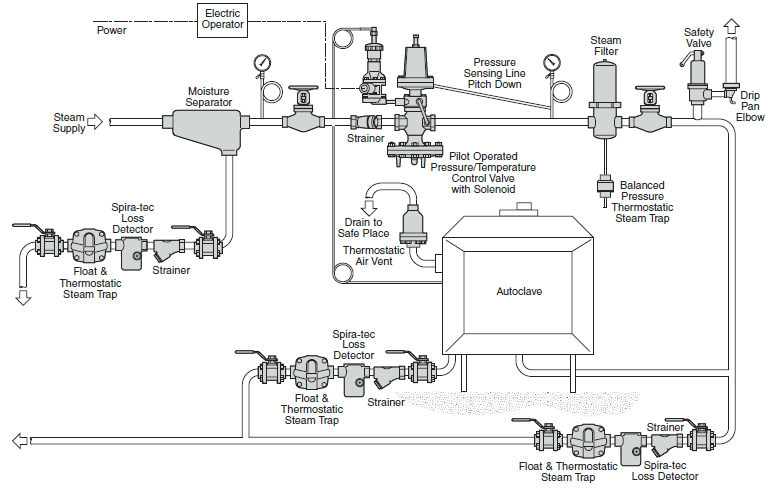 Electric
Operator
Power
Steam
Filter
Safety
Valve
Pressure
Sensing Line
Pitch Down
Moisture
Separator
Drip
Pan
Elbow
Steam
Supply
Strainer
Pilot Operated
Pressure/Temperature
Control Valve
with Solenoid
Balanced
Pressure
Thermostatic
Steam Trap
Spira-tec
Loss
Detector
Drain to
Safe Place
Thermostatic
Air Vent
Float &
Thermostatic
Steam Trap
Strainer
Autoclave
Spira-tec
Loss
Detector
Float &
Thermostatic
Steam Trap
Strainer
Strainer
Float & Thermostatic
Steam Trap
Spira-tec
Loss Detector